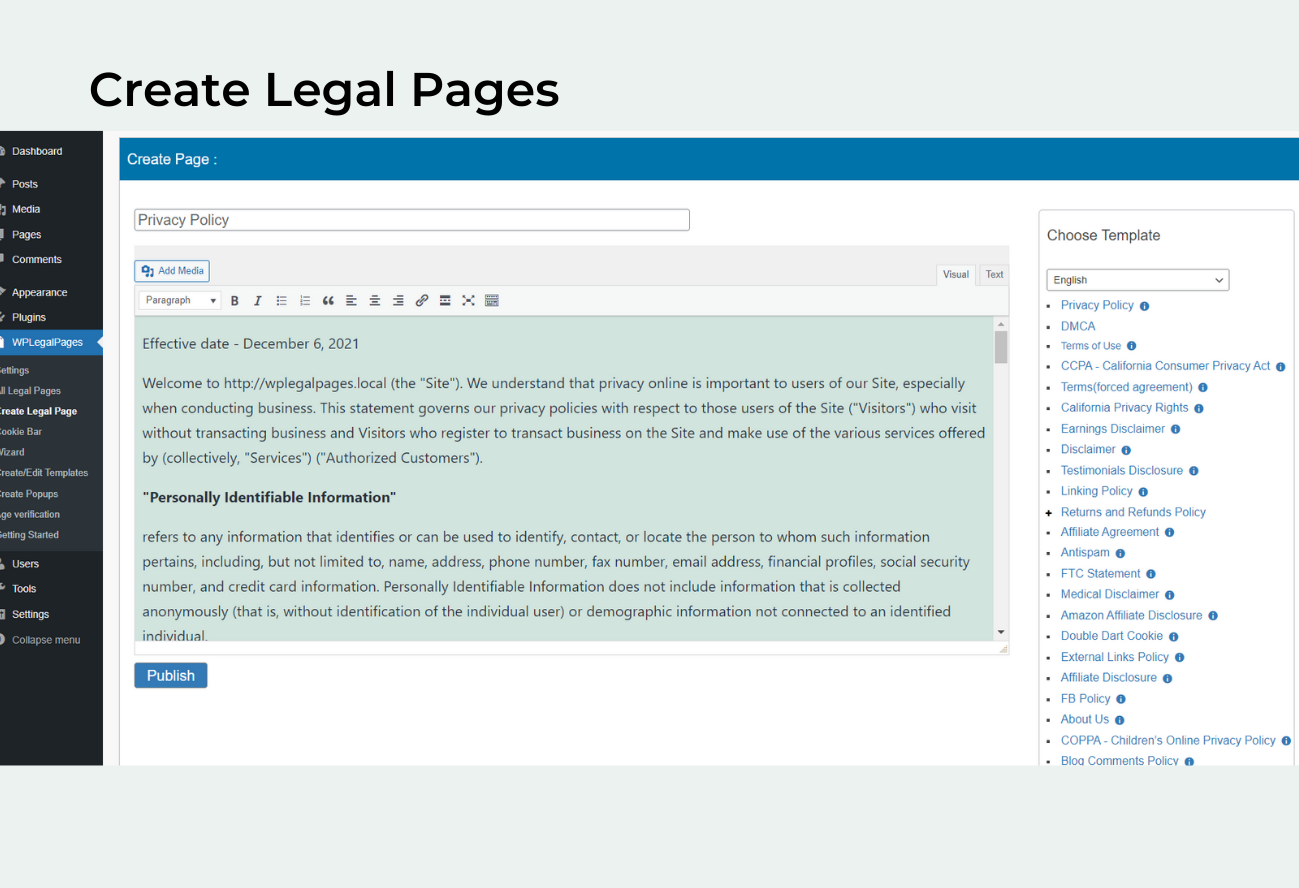 Create Legal Pages
Dashboard
Posts
Media
Pages
Comments
Appearance
Plugins
WPLegalPages
ettings
ll Legal Pages
reate Legal Page
ookie Bar
izard
reate/Edit Templates
reate Popups
ge verification
etting Started
Users
Tools
Settings
Collapse menu
Create Page :
Privacy Policy
Add Media
Visual
Text
Paragraph
B
I
Effective date - December 6, 2021
Welcome to http://wplegalpages.local (the "Site"). We understand that privacy online is important to users of our Site, especially
when conducting business. This statement governs our privacy policies with respect to those users of the Site ("Visitors") who visit
without transacting business and Visitors who register to transact business on the Site and make use of the various services offered
by (collectively, "Services") ("Authorized Customers").
"Personally Identifiable Information"
refers to any information that identifies or can be used to identify, contact, or locate the person to whom such information
pertains, including, but not limited to, name, address, phone number, fax number, email address, financial profiles, social security
number, and credit card information. Personally Identifiable Information does not include information that is collected
anonymously (that is, without identification of the individual user) or demographic information not connected to an identified
individual.
Publish
Choose Template
English
Privacy Policy
DMCA
Terms of Use
CCPA - California Consumer Privacy Act
Terms(forced agreement)
California Privacy Rights
Earnings Disclaimer
Disclaimer
Testimonials Disclosure
Linking Policy
Returns and Refunds Policy
Affiliate Agreement
Antispam
FTC Statement
Medical Disclaimer
Amazon Affiliate Disclosure
Double Dart Cookie
External Links Policy
Affiliate Disclosure
FB Policy
About Us
COPPA - Children's Online Privacy Policy
Blog Comments Policy